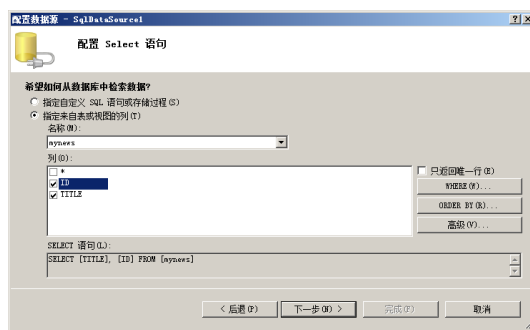 配置数据源 - SqlDataSource1
配置 Select 语句
希望如何从数据库中检索数据?
指定自定义 SQL 语句或存储过程(S)
指定来自表或视图的列(T)
名称(M):
mynews
列(O):
*
ID
TITLE
只返回唯一行(E)
WHERE(W)...
ORDER BY(R)...
高级(V)...
SELECT 语句(L):
SELECT [TITLE], [ID] FROM [mynews]
< 后退(P)
下一步(N) >
完成(F)
取消